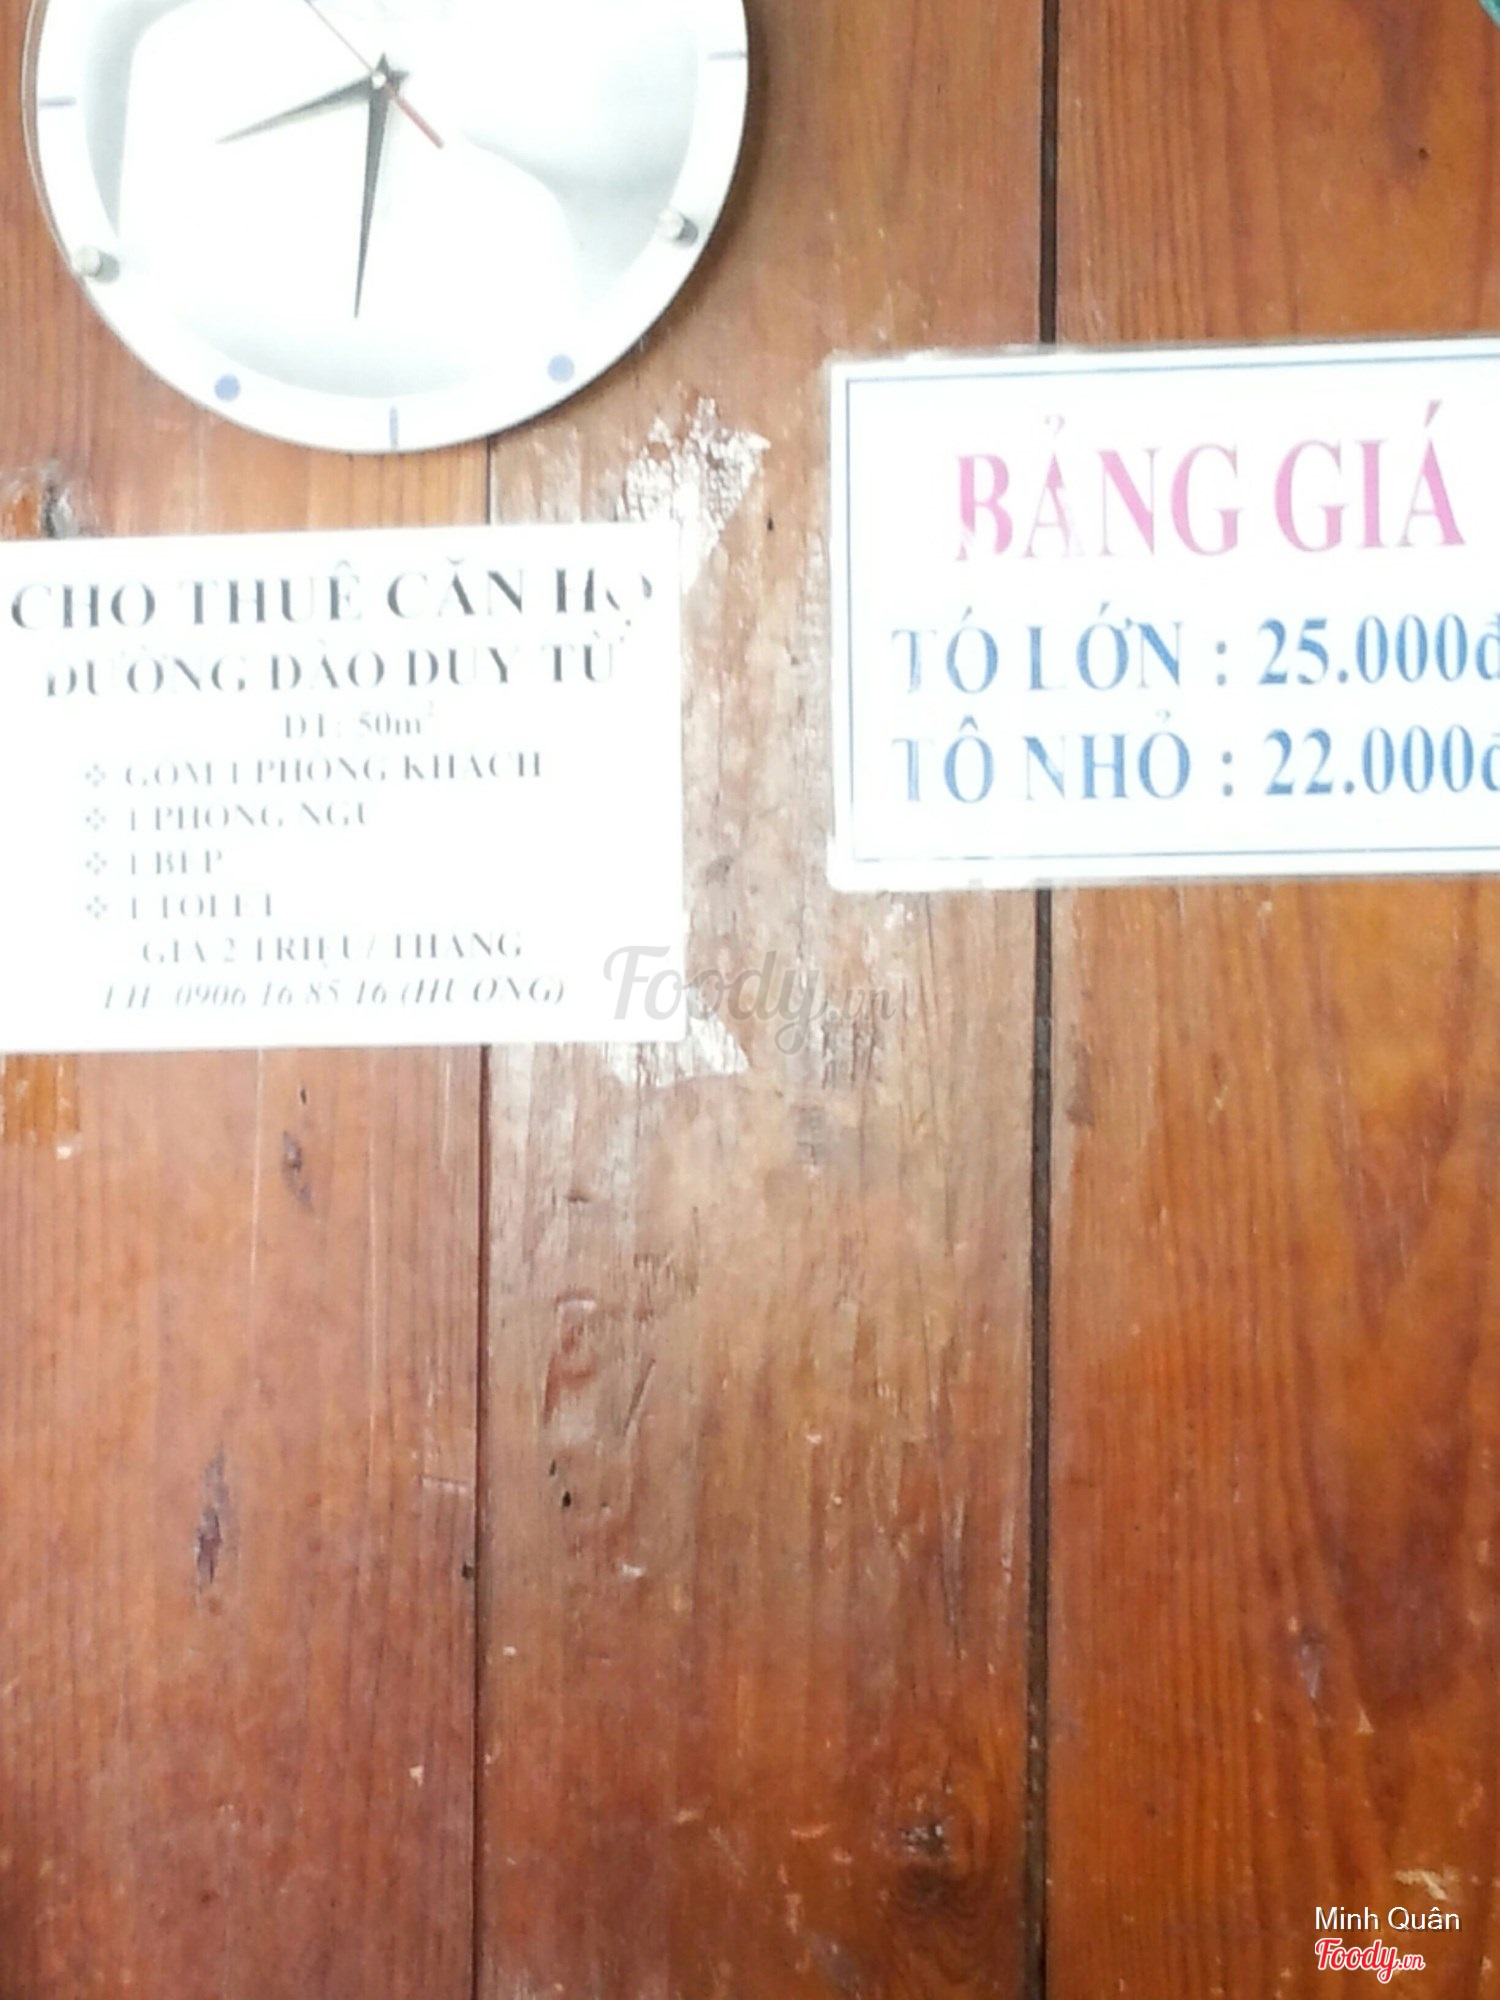 CHO THUÊ CĂN HỘ
ĐƯỜNG ĐÀO DUY TỪ
DT: 50m²
GỒM 1 PHÒNG KHÁCH
1 PHÒNG NGỦ
1 BẾP
1 TOLET
GIÁ 2 TRIỆU/ THÁNG
LH: 0906 16 85 16 (HƯƠNG)
BẢNG GIÁ
TÓ LỚN : 25.000đ
TÔ NHỎ : 22.000đ
Foody.vn
Minh Quân
Foody.vn